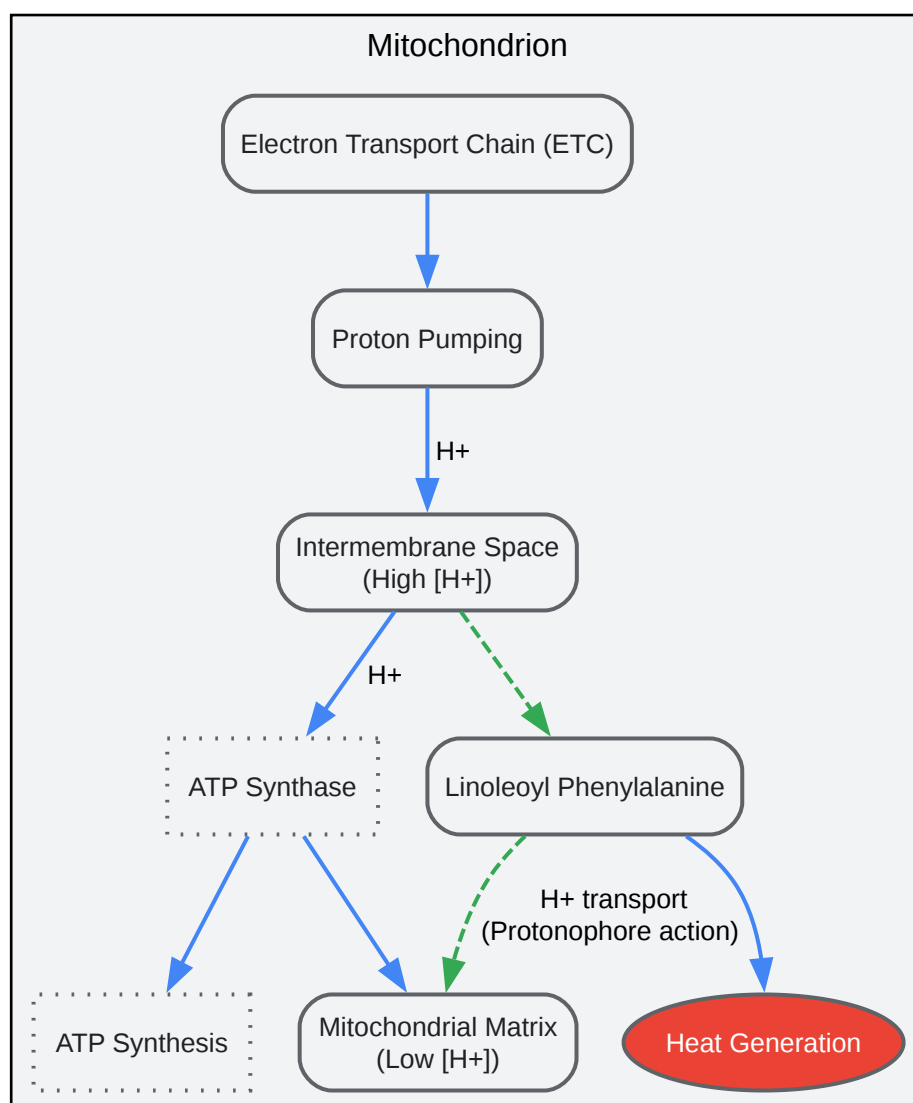 Mitochondrion
Electron Transport Chain (ETC)
Proton Pumping
H+
Intermembrane Space
(High [H+])
H+
ATP Synthase
Linoleoyl Phenylalanine
H+ transport
(Protonophore action)
ATP Synthesis
Mitochondrial Matrix
(Low [H+])
Heat Generation